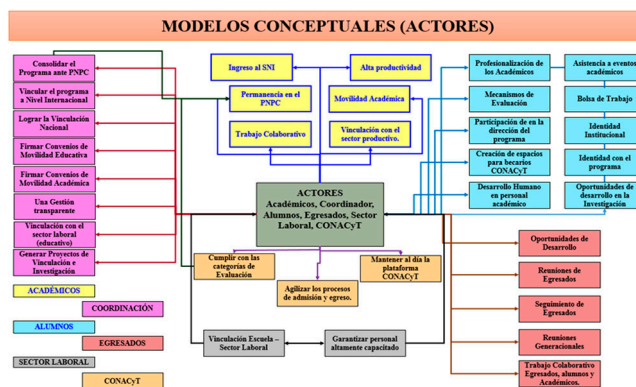 MODELOS CONCEPTUALES (ACTORES)
Consolidar el
Programa ante PNPC
Vincular el programa
a Nivel Internacional
Lograr la Vinculación
Nacional
Firmar Convenios de
Movilidad Educativa
Firmar Convenios de
Movilidad Académica
Una Gestión
transparente
Vinculación con el
sector laboral
(educativo)
Generar Proyectos de
Vinculación e
Investigación
Ingreso al SNI
Alta productividad
Permanencia en el
PNPC
Movilidad Académica
Trabajo Colaborativo
Vinculación con el
sector productivo.
ACTORES
Académicos, Coordinador,
Alumnos, Egresados, Sector
Laboral, CONACyT
Cumplir con las
categorías de
Evaluación
Agilizar los procesos
de admisión y egreso.
Mantener al día la
plataforma
CONACyT
Vinculación Escuela –
Sector Laboral
Garantizar personal
altamente capacitado
Profesionalización de
los Académicos
Mecanismos de
Evaluación
Participación de en la
dirección del
programa
Creación de espacios
para becarios
CONACyT
Desarrollo Humano
en personal
académico
Asistencia a eventos
académicos
Bolsa de Trabajo
Identidad
Institucional
Identidad con el
programa
Oportunidades de
desarrollo en la
Investigación
Oportunidades de
Desarrollo
Reuniones de
Egresados
Seguimiento de
Egresados
Reuniones
Generacionales
Trabajo Colaborativo
Egresados, alumnos y
Académicos.
ACADÉMICOS
COORDINACIÓN
ALUMNOS
EGRESADOS
SECTOR LABORAL
CONACyT